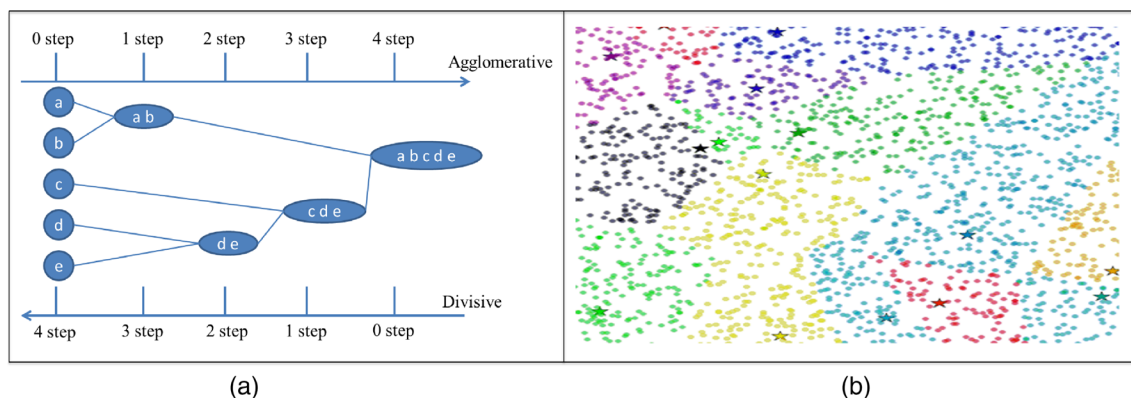 0 step 1 step 2 step 3 step 4 step
Agglomerative
a
a b
b
a b c d e
c
c d e
d
d e
e
Divisive
4 step 3 step 2 step 1 step 0 step
(a) (b)